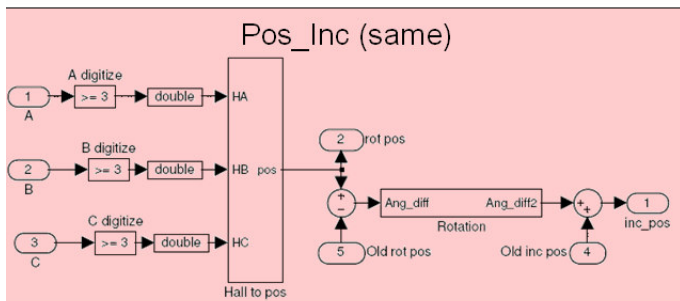 Pos_Inc (same)
A digitize
1
>= 3
double
HA
A
B digitize
2
>= 3
double
HB
pos
B
C digitize
3
>= 3
double
HC
C
Hall to pos
2
rot pos
+
−
Ang_diff
Ang_diff2
Rotation
+
+
1
inc_pos
5
Old rot pos
Old inc pos
4